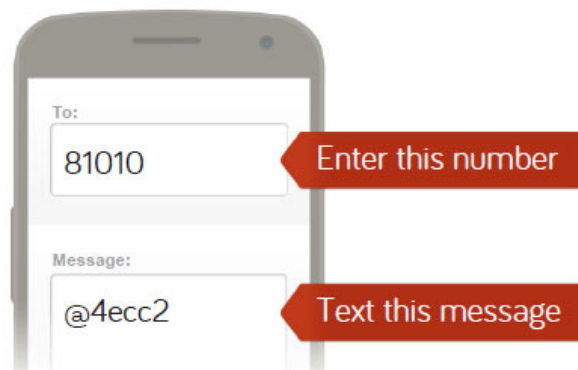 To:
81010
Enter this number
Message:
@4ecc2
Text this message